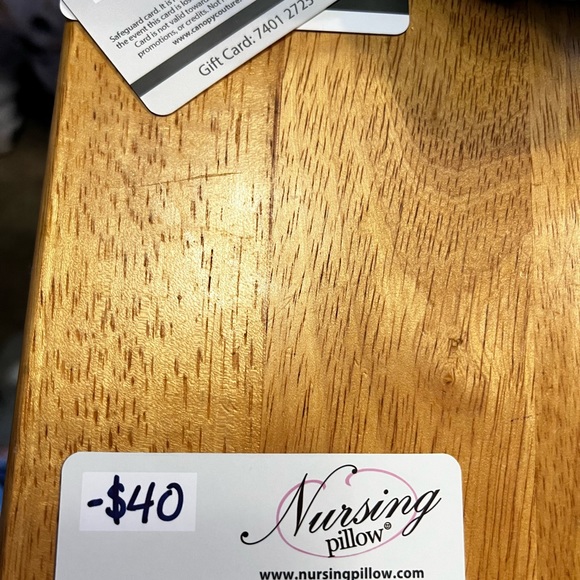 Safeguard card. It is
the event this card is los
Card is not valid toward
promotions, or credits. Not
www.canopycouture
Gift Card: 7401 2725
-$40
Nursing
pillow®
www.nursingpillow.com